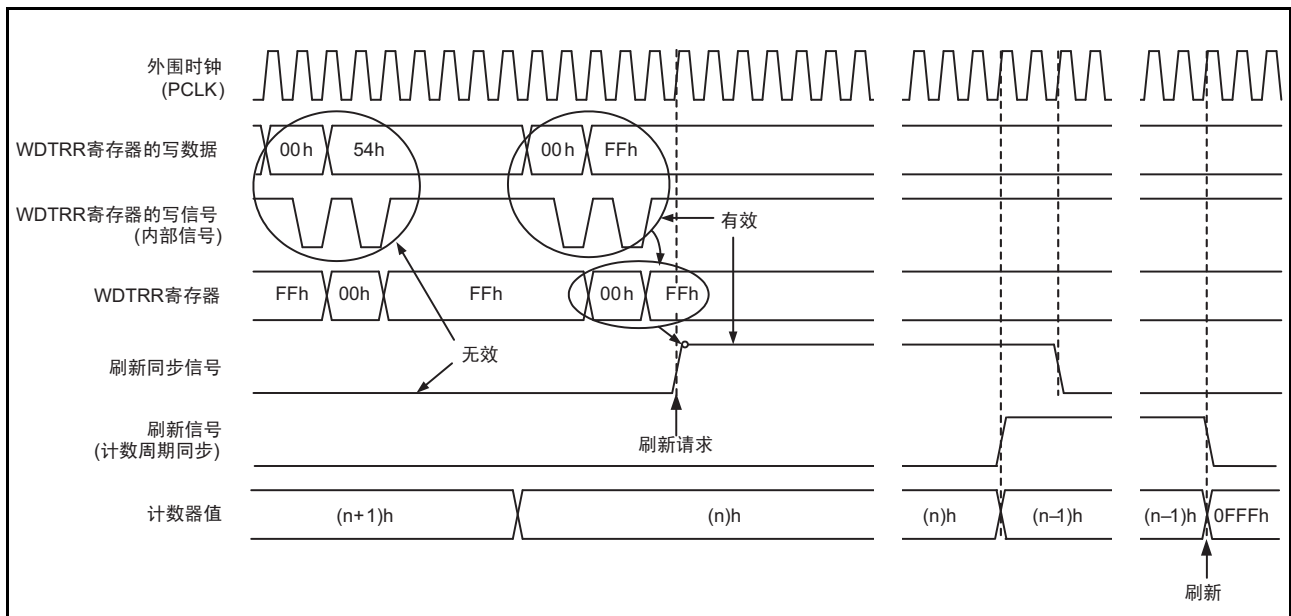 外围时钟
(PCLK)
WDTRR寄存器的写数据
00h
54h
00h
FFh
WDTRR寄存器的写信号
(内部信号)
有效
WDTRR寄存器
FFh
00h
FFh
00h
FFh
无效
刷新同步信号
刷新请求
刷新信号
(计数周期同步)
计数器值
(n+1)h
(n)h
(n)h
(n–1)h
(n–1)h
0FFFh
刷新